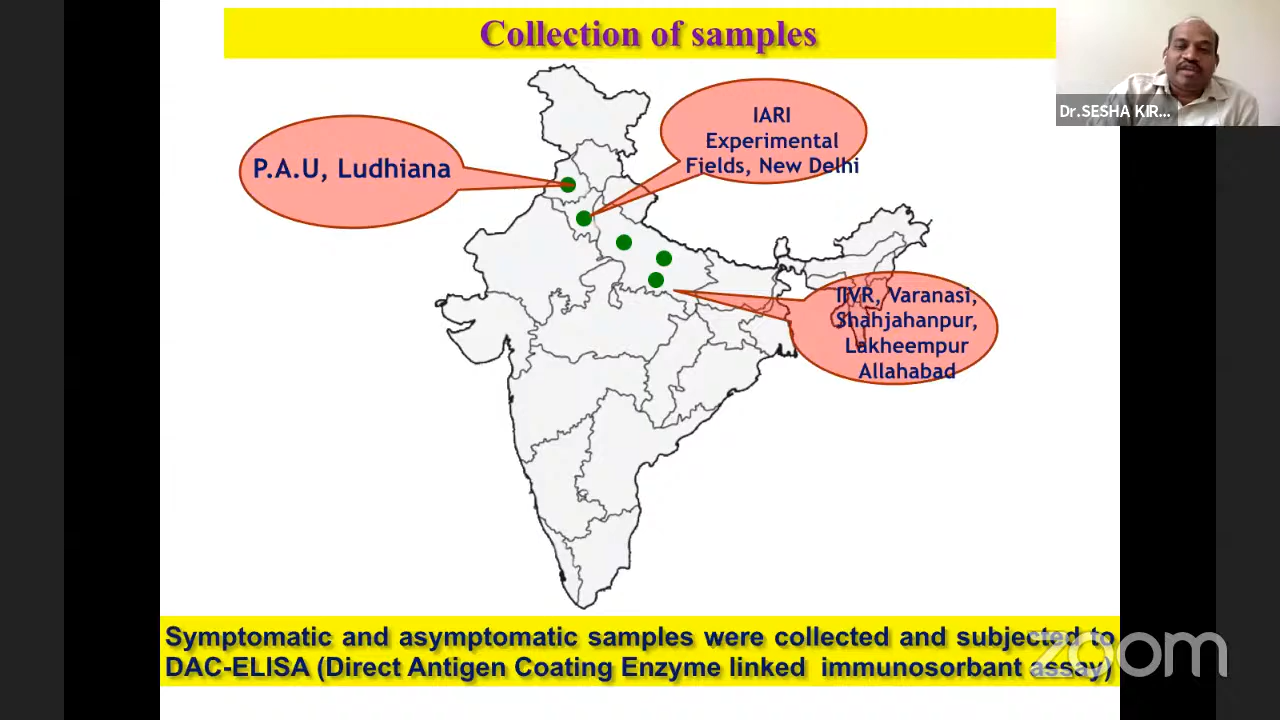 Collection of samples
Dr.SESHA KIR...
P.A.U, Ludhiana
IARI
Experimental
Fields, New Delhi
IIVR, Varanasi,
Shahjahanpur,
Lakheempur
Allahabad
Symptomatic and asymptomatic samples were collected and subjected to
DAC-ELISA (Direct Antigen Coating Enzyme linked immunosorbant assay)
zoom